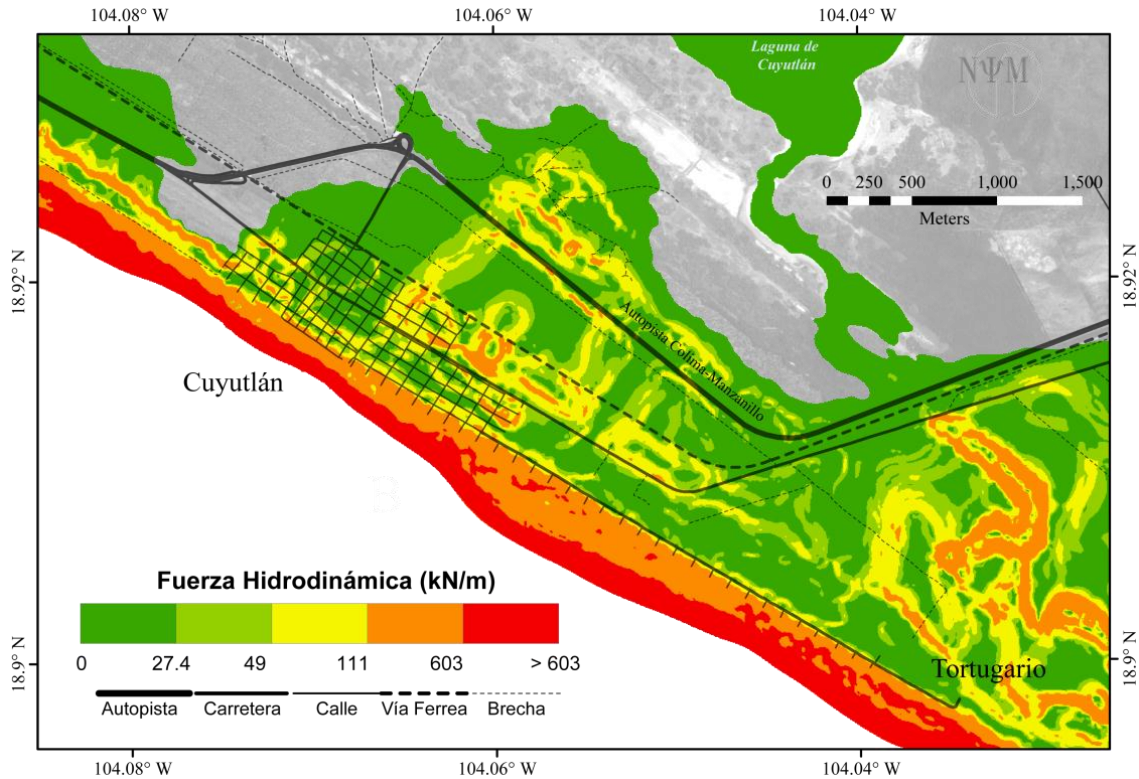 104.08° W
104.06° W
104.04° W
Laguna de
Cuyutlán
NΨM
0 250 500 1,000 1,500
Meters
18.92° N
18.92° N
Autopista Colima-Manzanillo
Cuyutlán
Fuerza Hidrodinámica (kN/m)
0 27.4 49 111 603 > 603
Autopista Carretera Calle Vía Ferrea Brecha
Tortugario
18.9° N
18.9° N
104.08° W
104.06° W
104.04° W